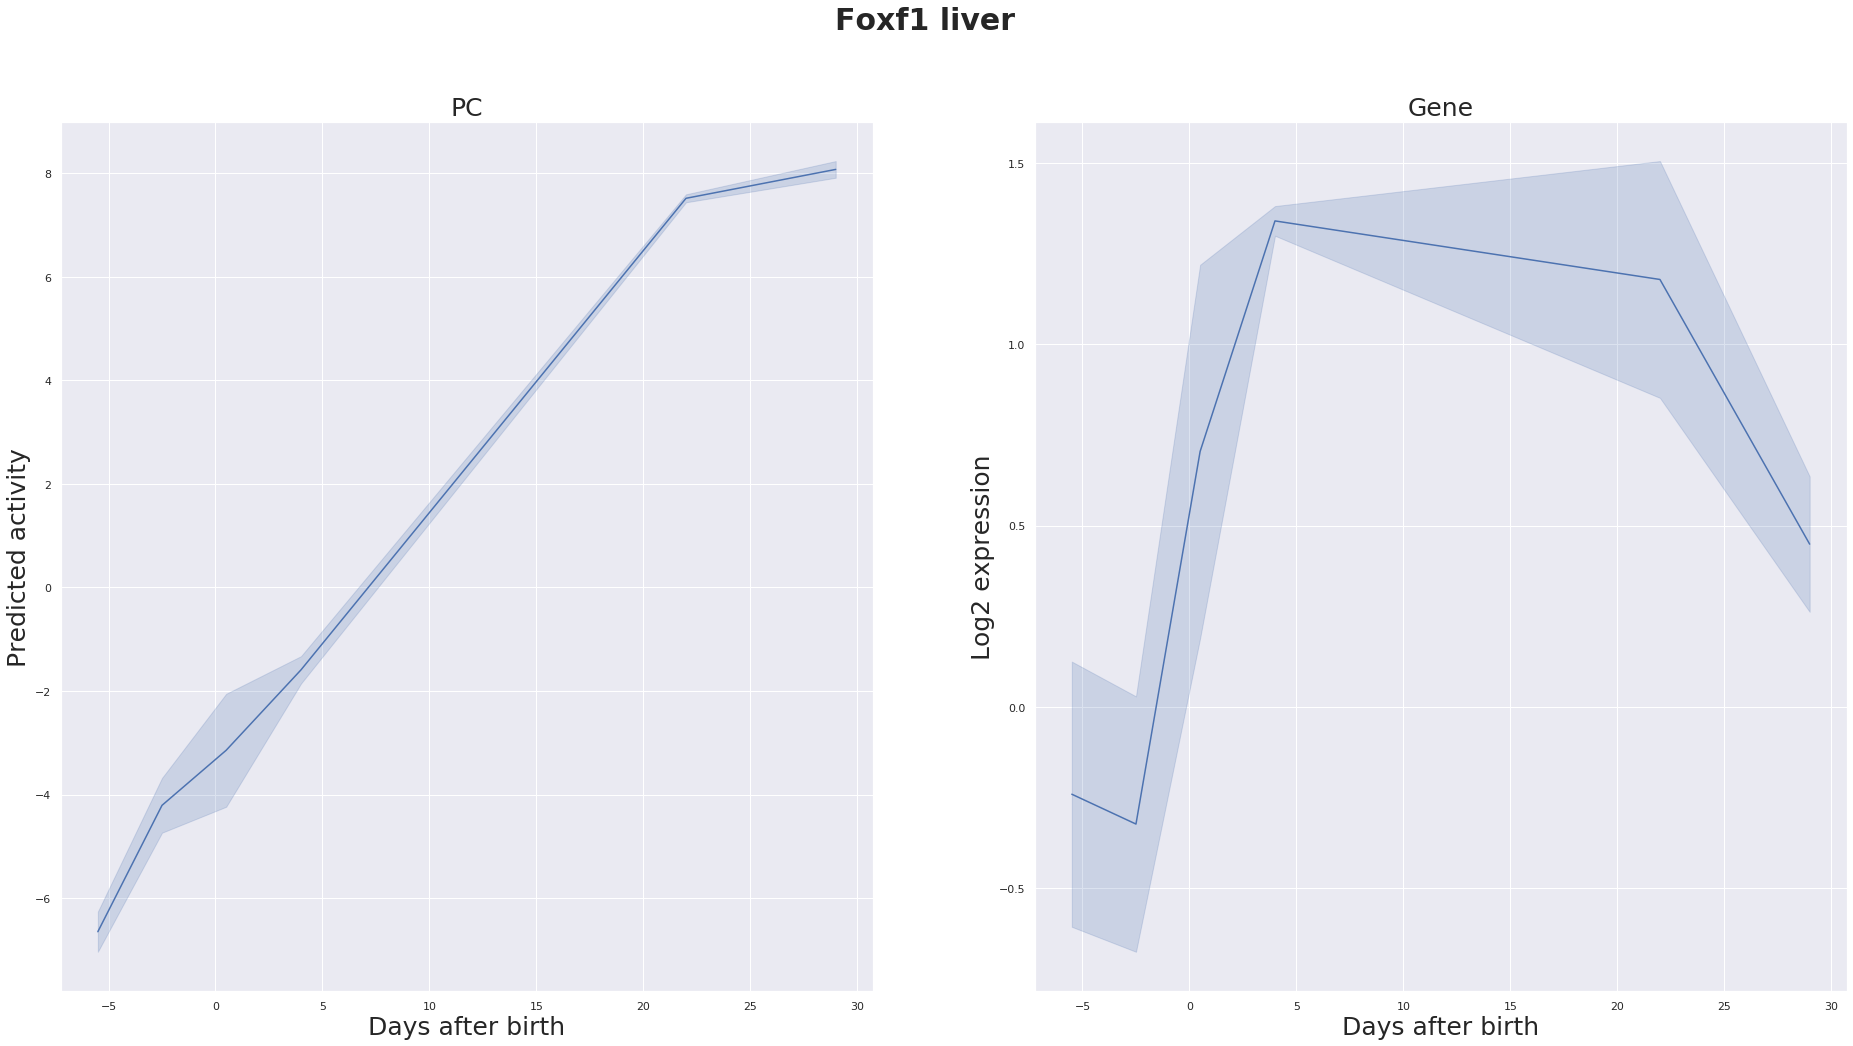 Foxf1 liver
PC
Predicted activity
8
6
4
2
0
−2
−4
−6
−5 0 5 10 15 20 25 30
Days after birth
Gene
Log2 expression
1.5
1.0
0.5
0.0
−0.5
−5 0 5 10 15 20 25 30
Days after birth